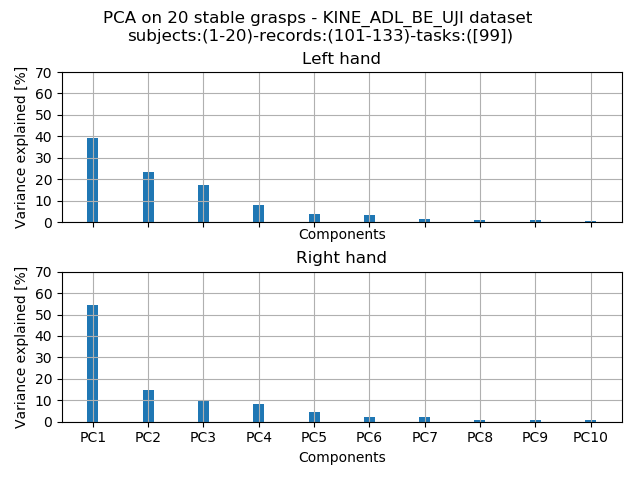 PCA on 20 stable grasps - KINE_ADL_BE_UJI dataset
subjects:(1-20)-records:(101-133)-tasks:([99])
Left hand
Variance explained [%]
70
60
50
40
30
20
10
0
Components
Right hand
Variance explained [%]
70
60
50
40
30
20
10
0
PC1 PC2 PC3 PC4 PC5 PC6 PC7 PC8 PC9 PC10
Components